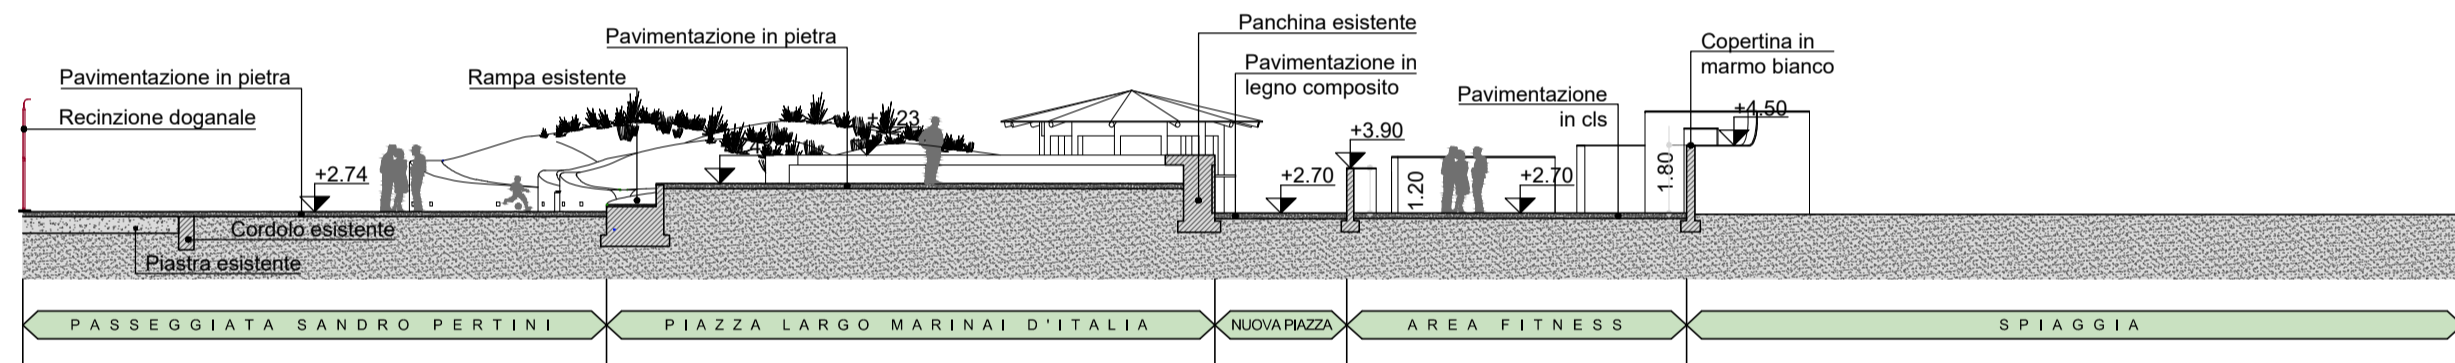 Panchina esistente
Pavimentazione in pietra
Copertina in
marmo bianco
Pavimentazione in
legno composito
Pavimentazione in pietra
Rampa esistente
Pavimentazione
in cls
Recinzione doganale
+4.50
+3.90
+2.74
+2.70
+2.70
1.20
1.80
Cordolo esistente
Piastra esistente
PASSEGGIATA SANDRO PERTINI
PIAZZA LARGO MARINAI D'ITALIA
NUOVA PIAZZA
AREA FITNESS
SPIAGGIA